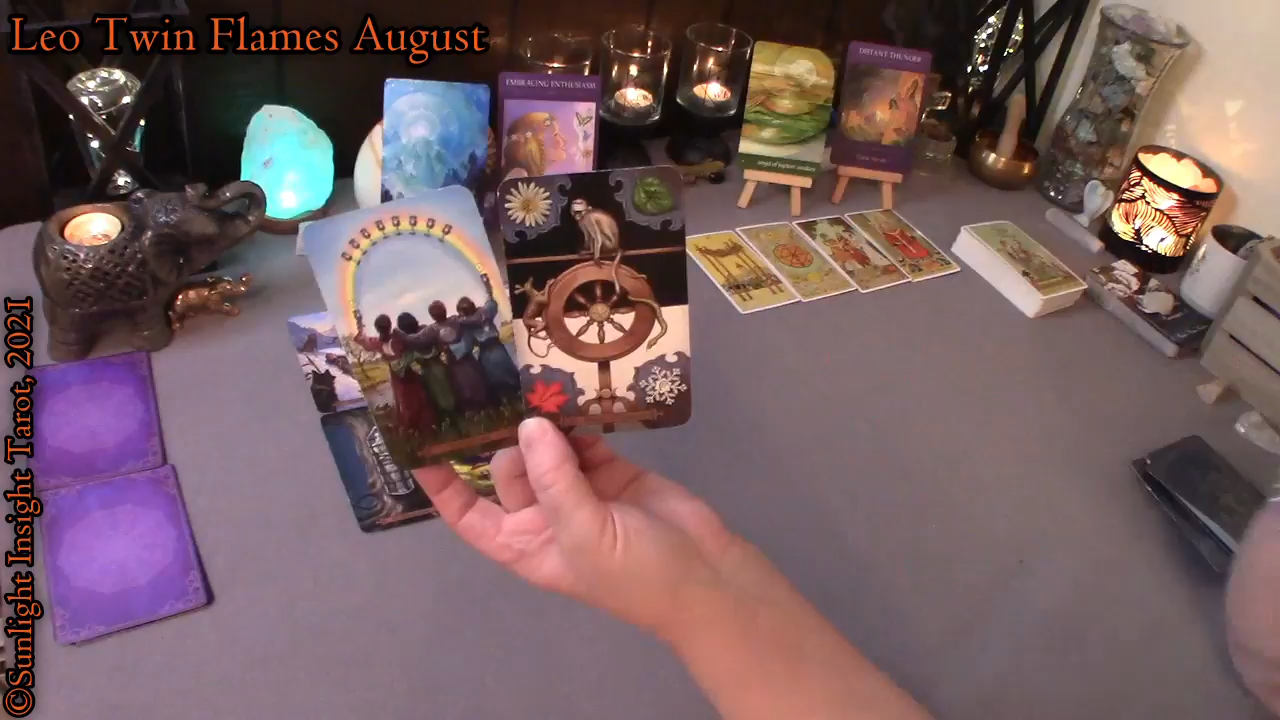 Leo Twin Flames August
EMBRACING ENTHUSIASM
DISTANT THUNDER
©Sunlight Insight Tarot, 2021